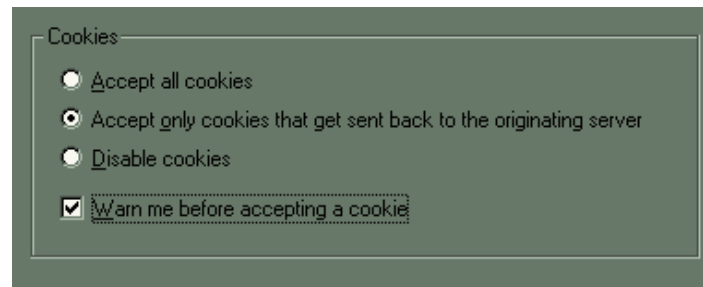 Cookies
Accept all cookies
Accept only cookies that get sent back to the originating server
Disable cookies
Warn me before accepting a cookie